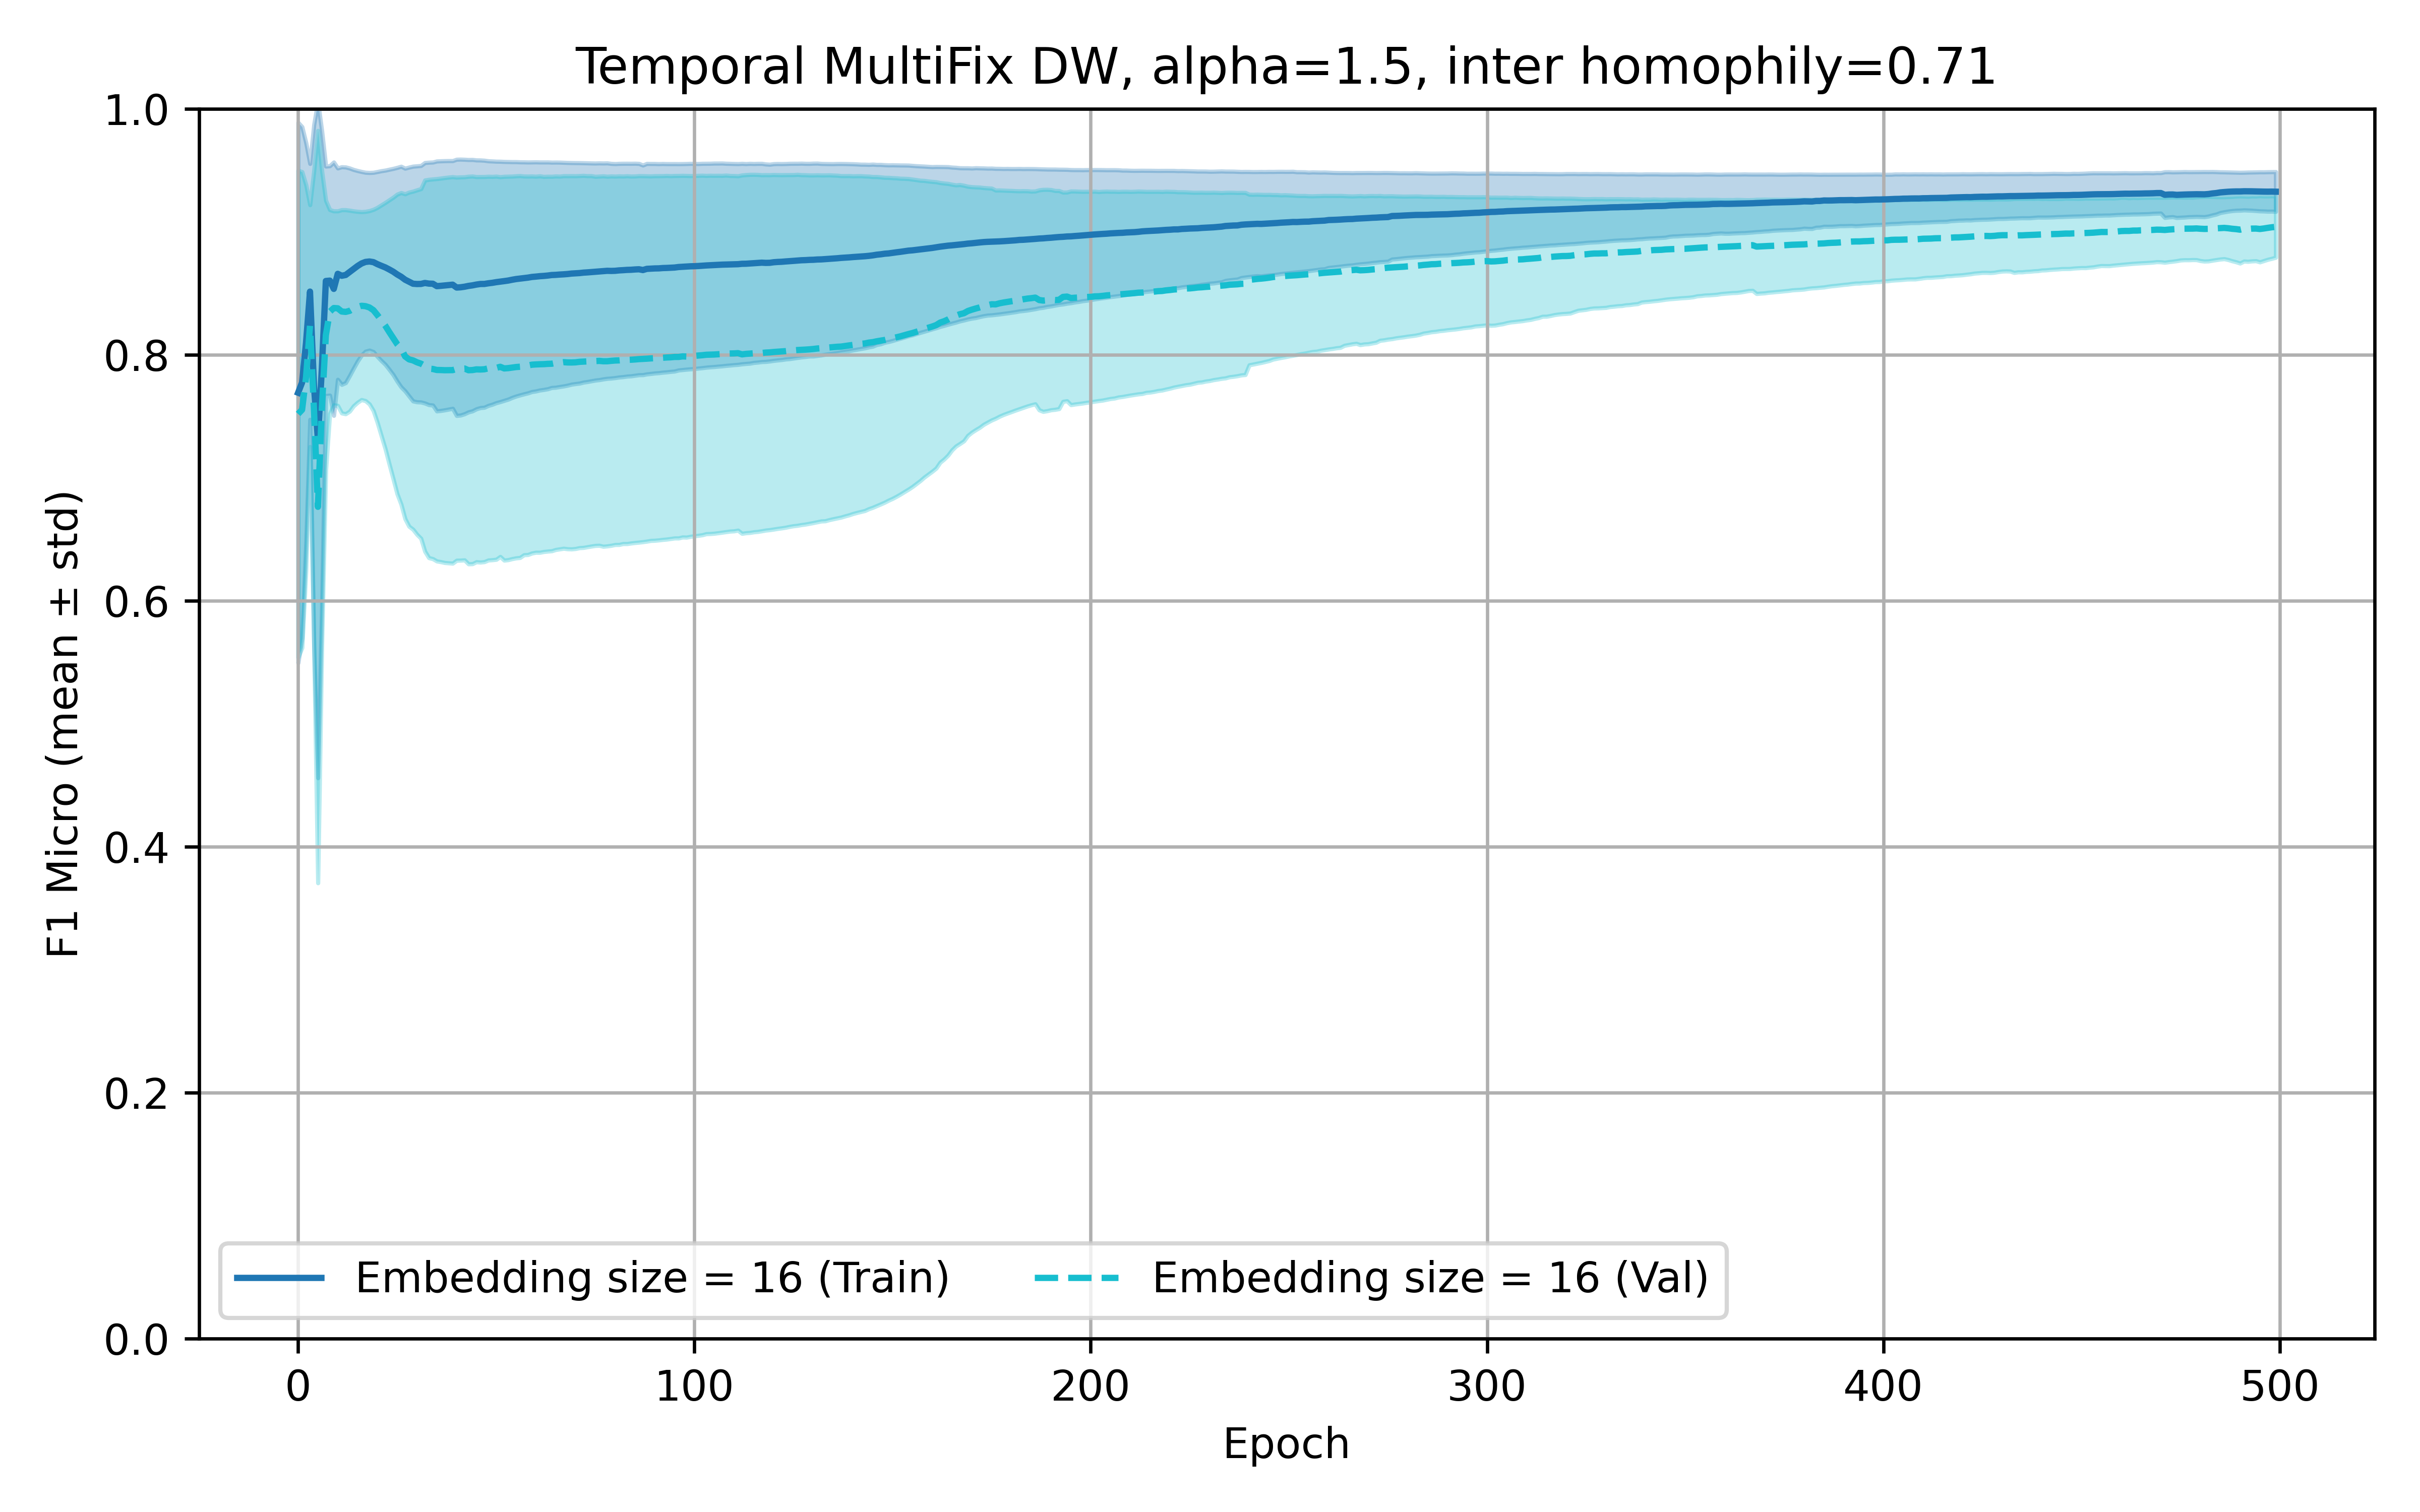 Temporal MultiFix DW, alpha=1.5, inter homophily=0.71
F1 Micro (mean ± std)
1.0
0.8
0.6
0.4
0.2
0.0
Embedding size = 16 (Train)
Embedding size = 16 (Val)
0 100 200 300 400 500
Epoch